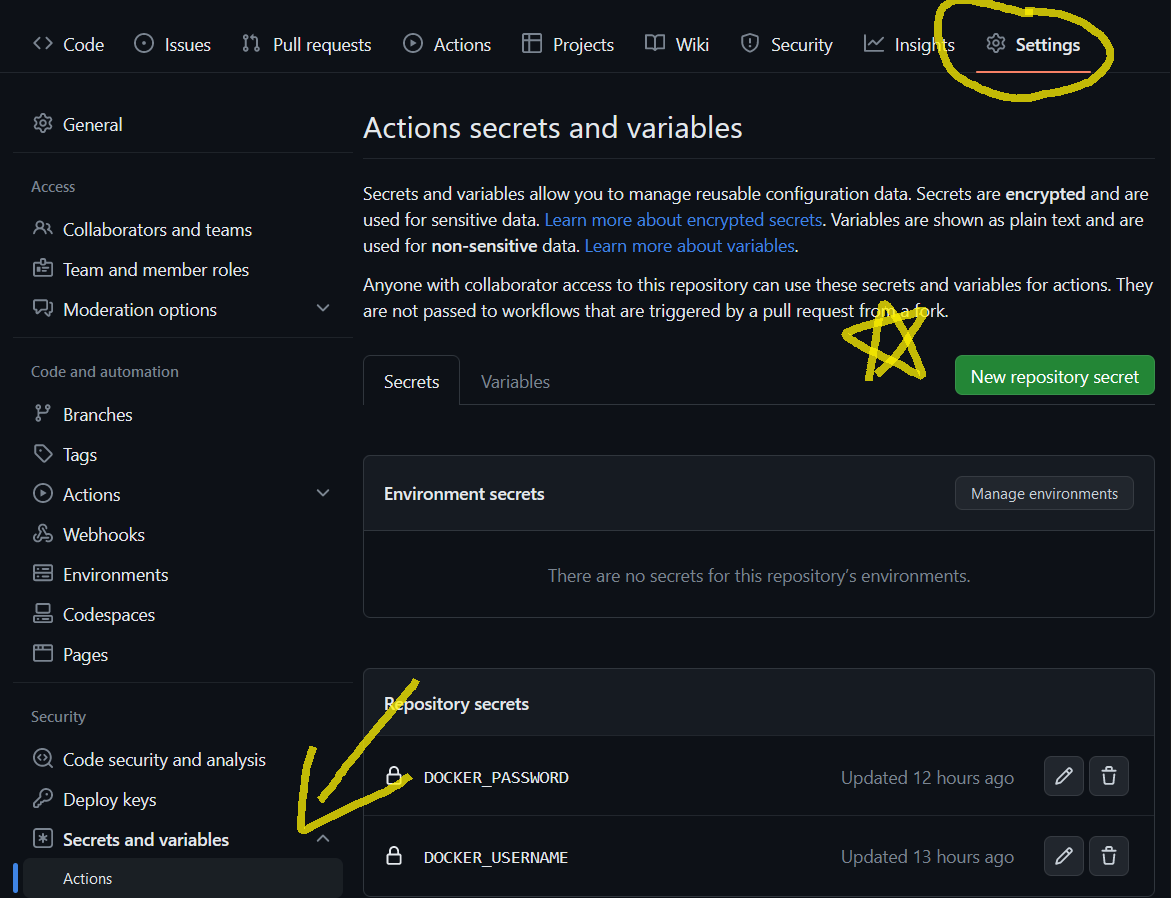 Code Issues Pull requests Actions Projects Wiki Security Insights Settings
General
Access
Collaborators and teams
Team and member roles
Moderation options
Code and automation
Branches
Tags
Actions
Webhooks
Environments
Codespaces
Pages
Security
Code security and analysis
Deploy keys
Secrets and variables
Actions
Actions secrets and variables
Secrets and variables allow you to manage reusable configuration data. Secrets are encrypted and are
used for sensitive data. Learn more about encrypted secrets. Variables are shown as plain text and are
used for non-sensitive data. Learn more about variables.
Anyone with collaborator access to this repository can use these secrets and variables for actions. They
are not passed to workflows that are triggered by a pull request from a fork.
Secrets Variables New repository secret
Environment secrets Manage environments
There are no secrets for this repository’s environments.
Repository secrets
DOCKER_PASSWORD Updated 12 hours ago
DOCKER_USERNAME Updated 13 hours ago